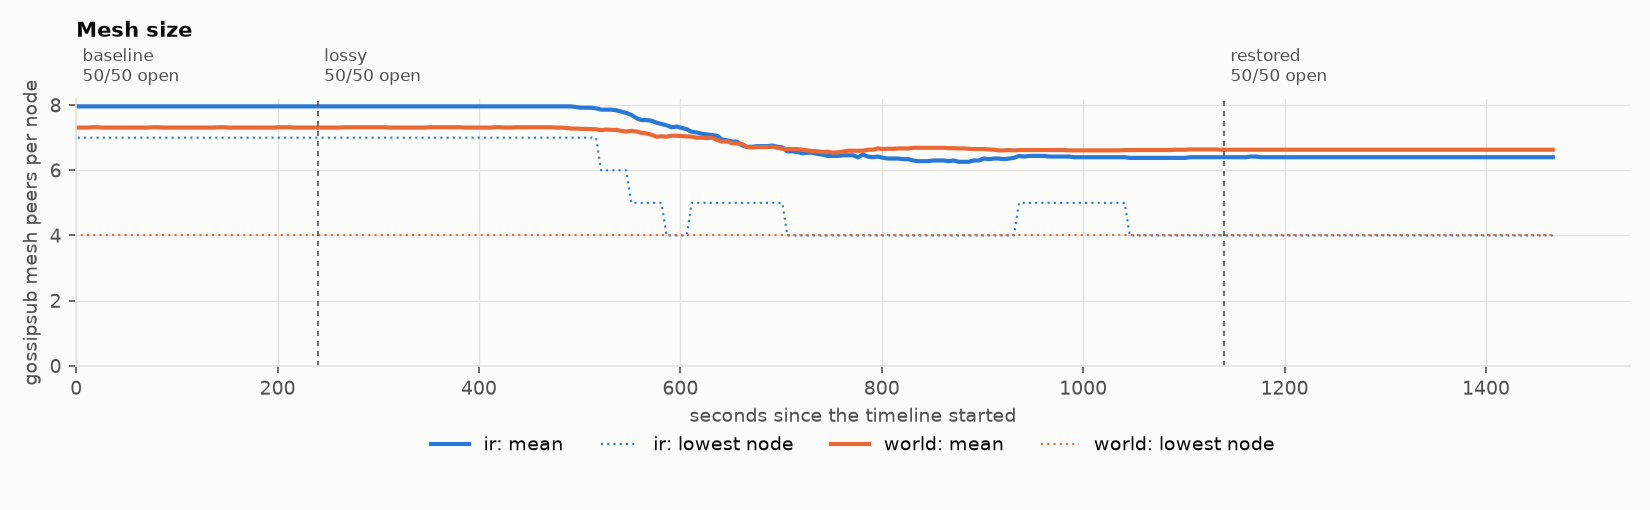 Mesh size
baseline
50/50 open
lossy
50/50 open
restored
50/50 open
gossipsub mesh peers per node
8
6
4
2
0
0 200 400 600 800 1000 1200 1400
seconds since the timeline started
ir: mean ir: lowest node world: mean world: lowest node